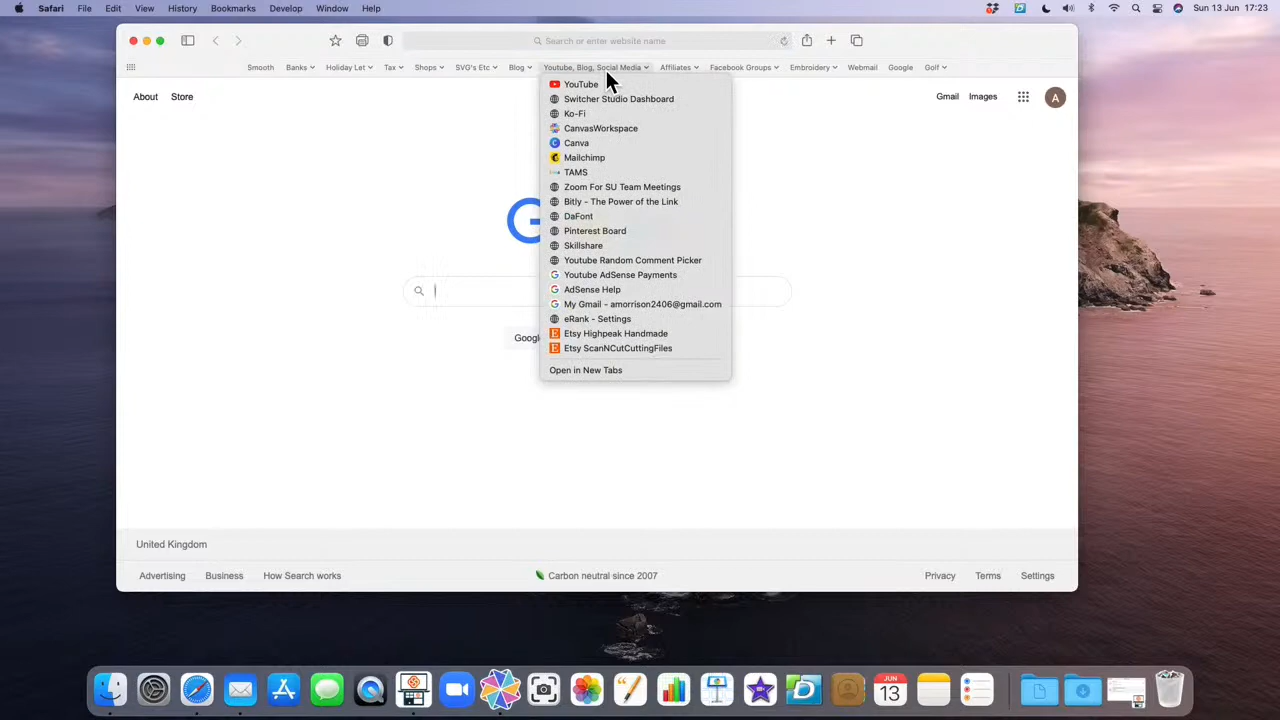 Safari File Edit View History Bookmarks Develop Window Help Sun 13 Jun 17:23
Search or enter website name
Smooth Banks Holiday Let Tax Shops SVG's Etc Blog Youtube, Blog, Social Media Affiliates Facebook Groups Embroidery Webmail Google Golf
About Store Gmail Images A
YouTube
Switcher Studio Dashboard
Ko-Fi
CanvasWorkspace
Canva
Mailchimp
TAMS
Zoom For SU Team Meetings
Bitly - The Power of the Link
DaFont
Pinterest Board
Skillshare
Youtube Random Comment Picker
Youtube AdSense Payments
AdSense Help
My Gmail - amorrison2406@gmail.com
eRank - Settings
Etsy Highpeak Handmade
Etsy ScanNCutCuttingFiles
Open in New Tabs
Google
United Kingdom
Advertising Business How Search works Carbon neutral since 2007 Privacy Terms Settings
JUN
13